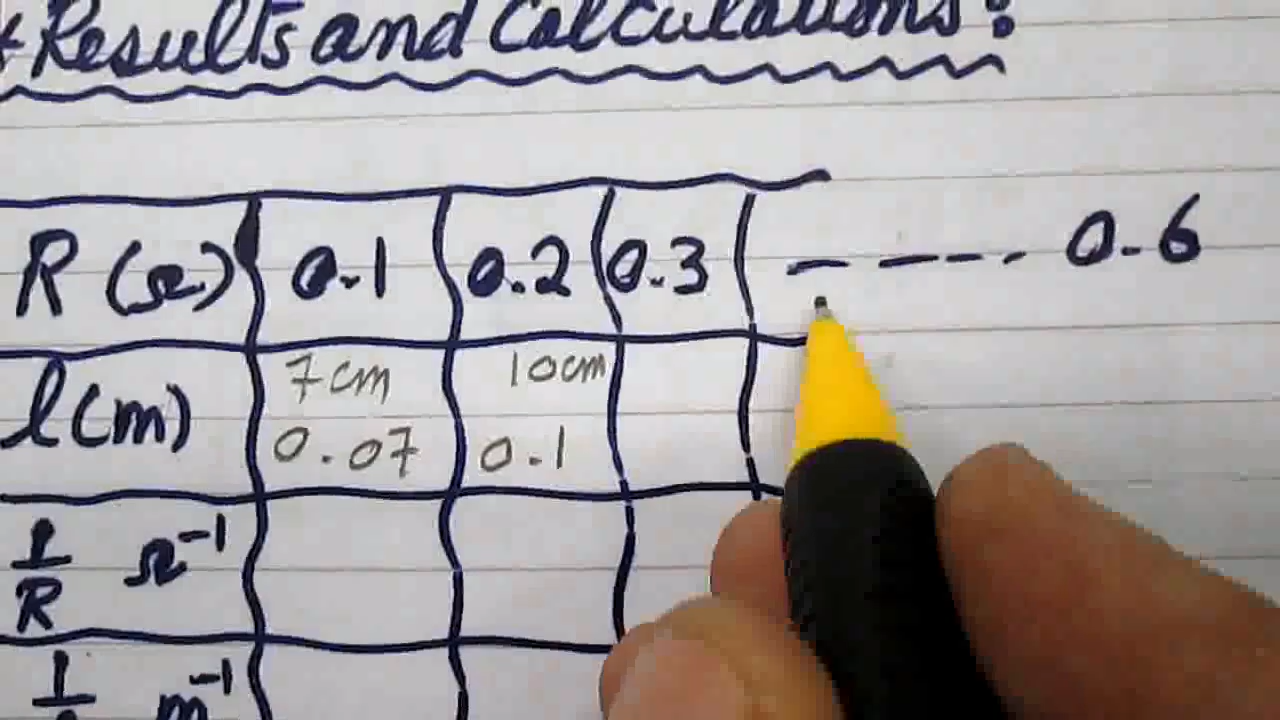 * Results and Calculations:
R (Ω) 0.1 0.2 0.3 - - - - - 0.6
7cm 10cm
l (m) 0.07 0.1
1/R Ω⁻¹
1 m⁻¹